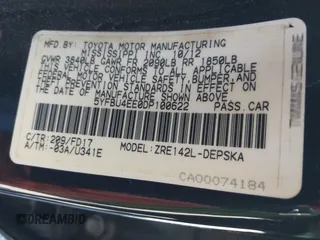 MFD. BY: TOYOTA MOTOR MANUFACTURING
MISSISSIPPI INC 10/12
GVWR 3840LB GAWR FR 2090LB RR 1850LB
THIS VEHICLE CONFORMS TO ALL APPLICABLE
FEDERAL MOTOR VEHICLE SAFETY, BUMPER, AND
THEFT PREVENTION STANDARDS IN EFFECT ON THE DATE
OF MANUFACTURE SHOWN ABOVE.
5YFBU4EE0DP100622 PASS.CAR
C/TR:209/FD17 MODEL:ZRE142L-DEPSKA
A/TM:-03A/U341E
CA00074184
DREAMBID